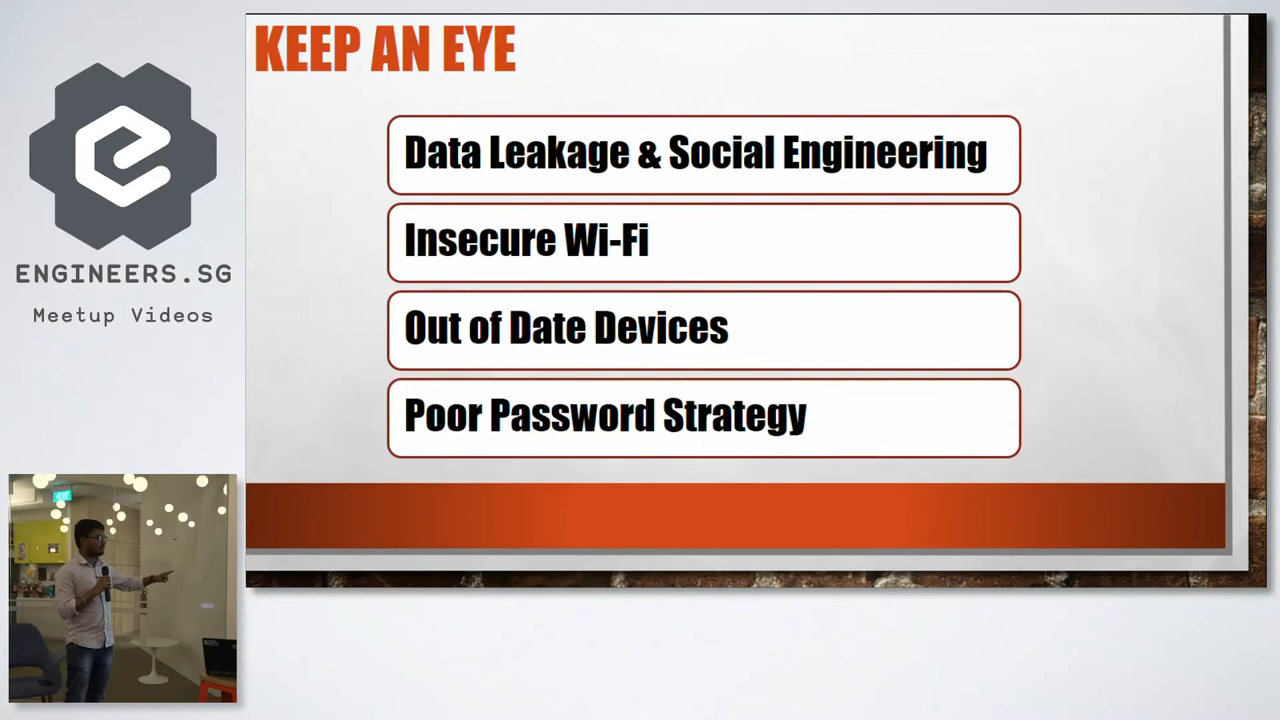 KEEP AN EYE
Data Leakage & Social Engineering
Insecure Wi-Fi
Out of Date Devices
Poor Password Strategy
ENGINEERS.SG
Meetup Videos
EXIT